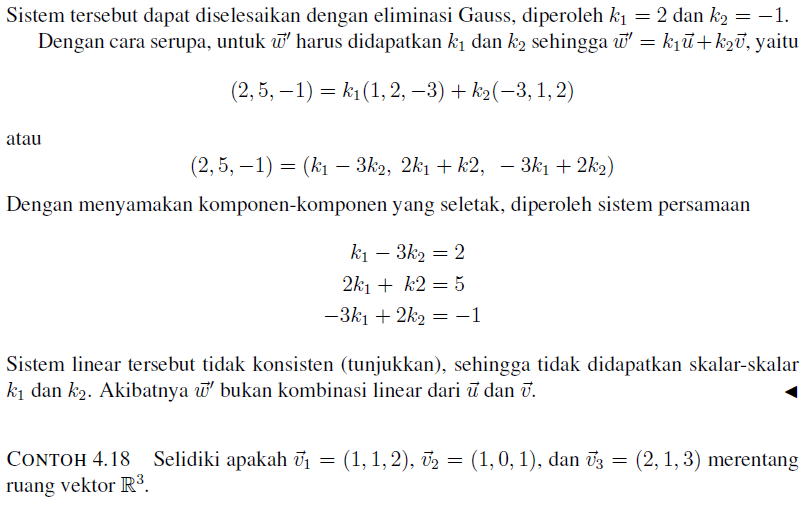 Sistem tersebut dapat diselesaikan dengan eliminasi Gauss, diperoleh k₁ = 2 dan k₂ = −1.
Dengan cara serupa, untuk w⃗′ harus didapatkan k₁ dan k₂ sehingga w⃗′ = k₁u⃗+k₂v⃗, yaitu
(2, 5, −1) = k₁(1, 2, −3) + k₂(−3, 1, 2)
atau
(2, 5, −1) = (k₁ − 3k₂, 2k₁ + k2, − 3k₁ + 2k₂)
Dengan menyamakan komponen-komponen yang seletak, diperoleh sistem persamaan
k₁ − 3k₂ = 2
2k₁ + k2 = 5
−3k₁ + 2k₂ = −1
Sistem linear tersebut tidak konsisten (tunjukkan), sehingga tidak didapatkan skalar-skalar
k₁ dan k₂. Akibatnya w⃗′ bukan kombinasi linear dari u⃗ dan v⃗. ◀
CONTOH 4.18 Selidiki apakah v⃗₁ = (1, 1, 2), v⃗₂ = (1, 0, 1), dan v⃗₃ = (2, 1, 3) merentang
ruang vektor ℝ³.